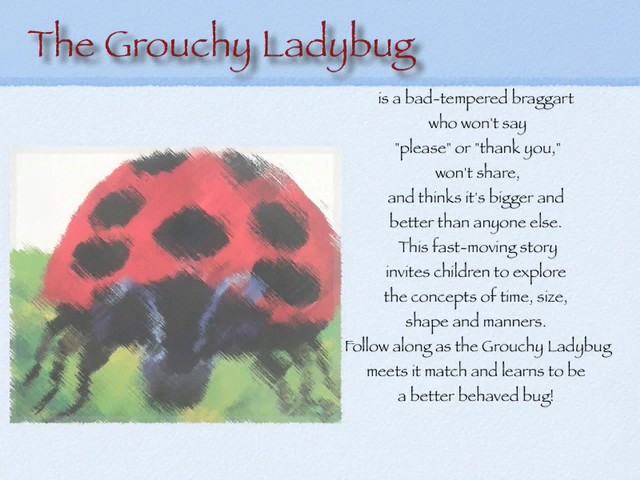 The Grouchy Ladybug
is a bad-tempered braggart
who won't say
"please" or "thank you,"
won't share,
and thinks it's bigger and
better than anyone else.
This fast-moving story
invites children to explore
the concepts of time, size,
shape and manners.
Follow along as the Grouchy Ladybug
meets it match and learns to be
a better behaved bug!